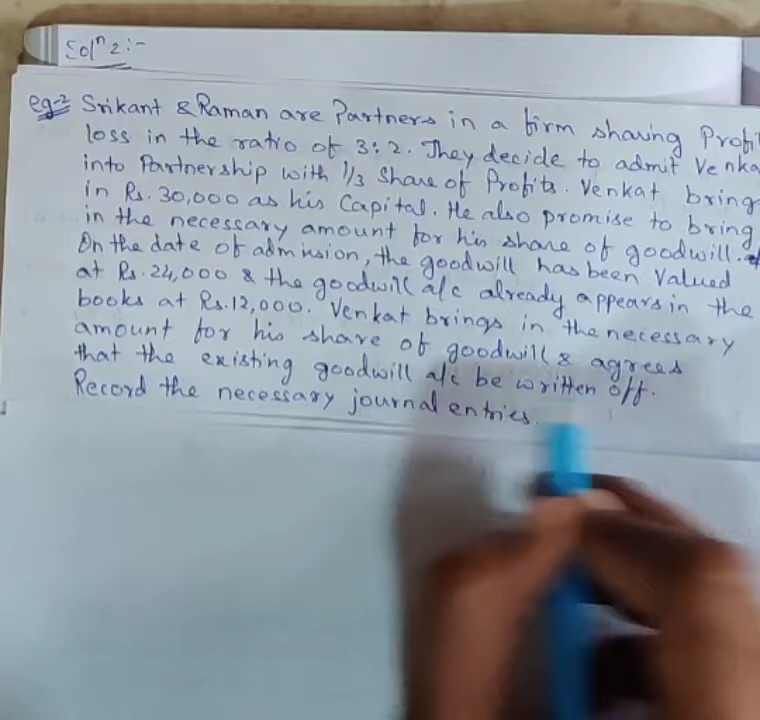 Solⁿ 2:-
eg-2 Srikant & Raman are Partners in a firm sharing Profi
loss in the ratio of 3:2. They decide to admit Venka
into Partnership with 1/3 Share of Profits. Venkat bring
in Rs. 30,000 as his Capital. He also promise to bring
in the necessary amount for his share of goodwill.
On the date of admission, the goodwill has been Valued
at Rs. 24,000 & the goodwill a/c already appears in the
books at Rs. 12,000. Venkat brings in the necessary
amount for his share of goodwill & agrees
that the existing goodwill a/c be written off.
Record the necessary journal entries.